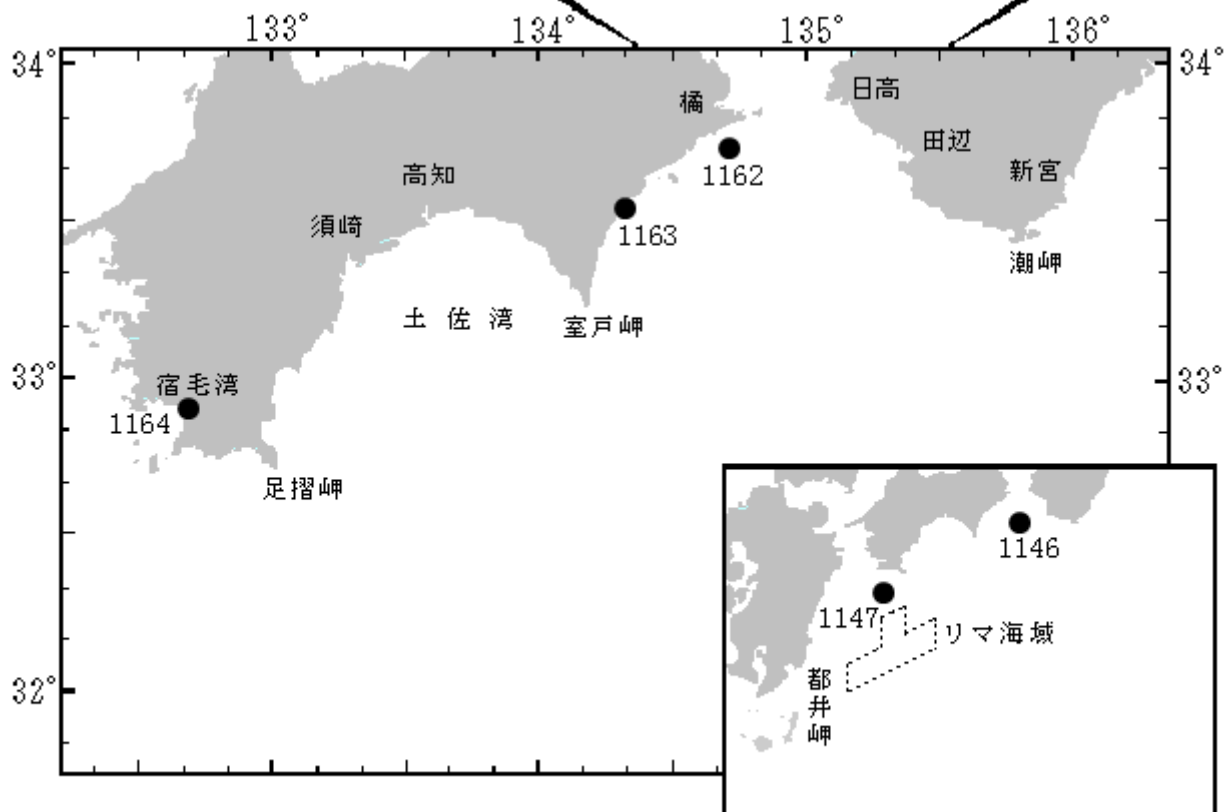 133°
134°
135°
136°
34°
34°
橘
日高
田辺
新宮
潮岬
1162
高知
須崎
1163
土佐湾
室戸岬
33°
33°
宿毛湾
1164
足摺岬
32°
1146
1147
リマ海域
都井岬